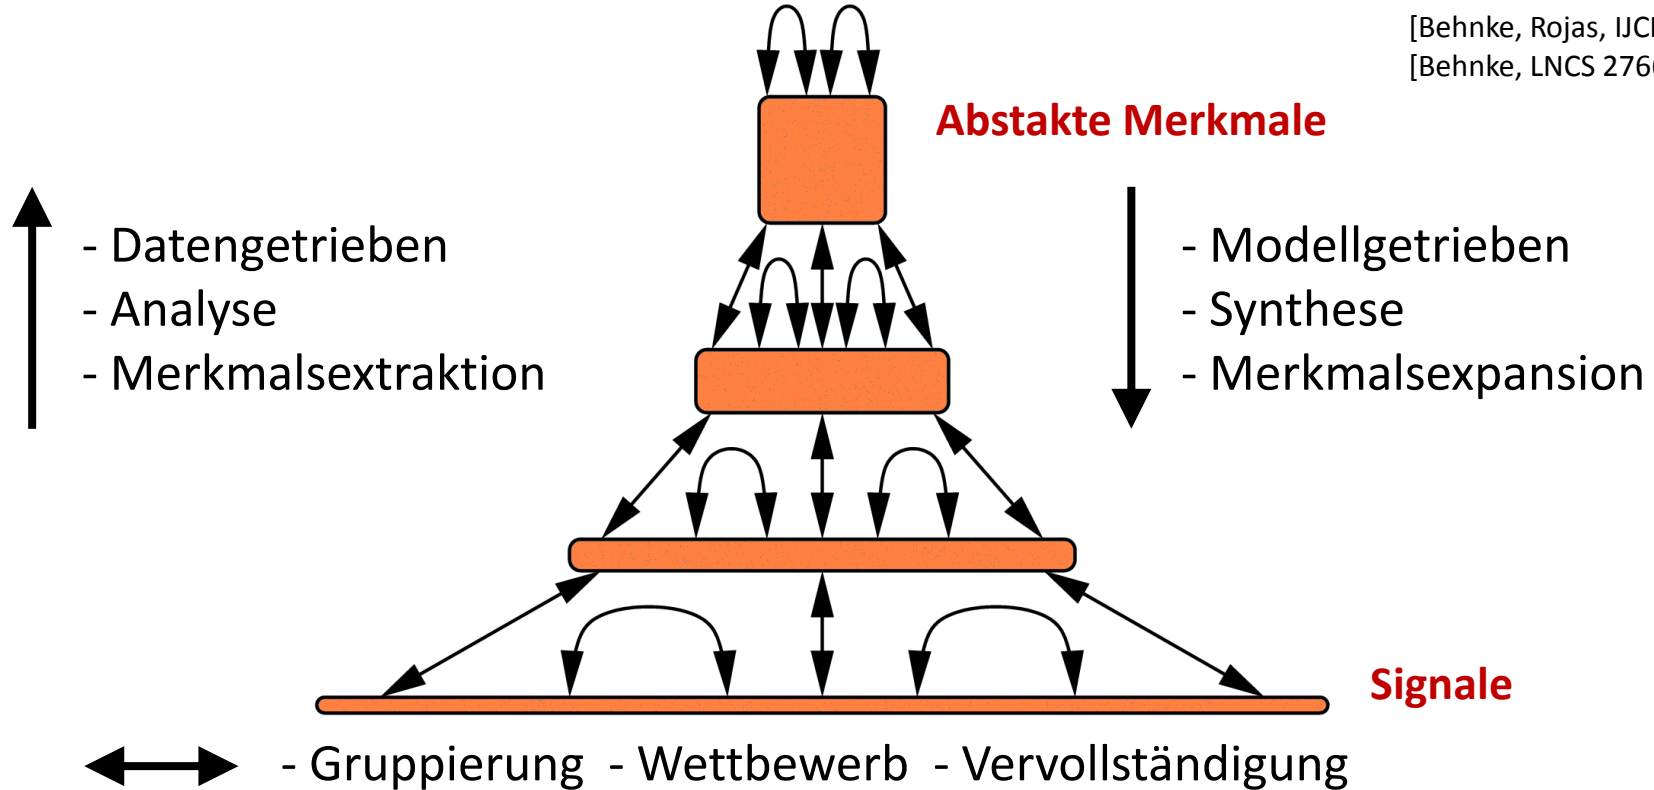 [Behnke, Rojas, IJC
[Behnke, LNCS 276
Abstakte Merkmale
- Datengetrieben
- Analyse
- Merkmalsextraktion
- Modellgetrieben
- Synthese
- Merkmalsexpansion
Signale
- Gruppierung - Wettbewerb - Vervollständigung